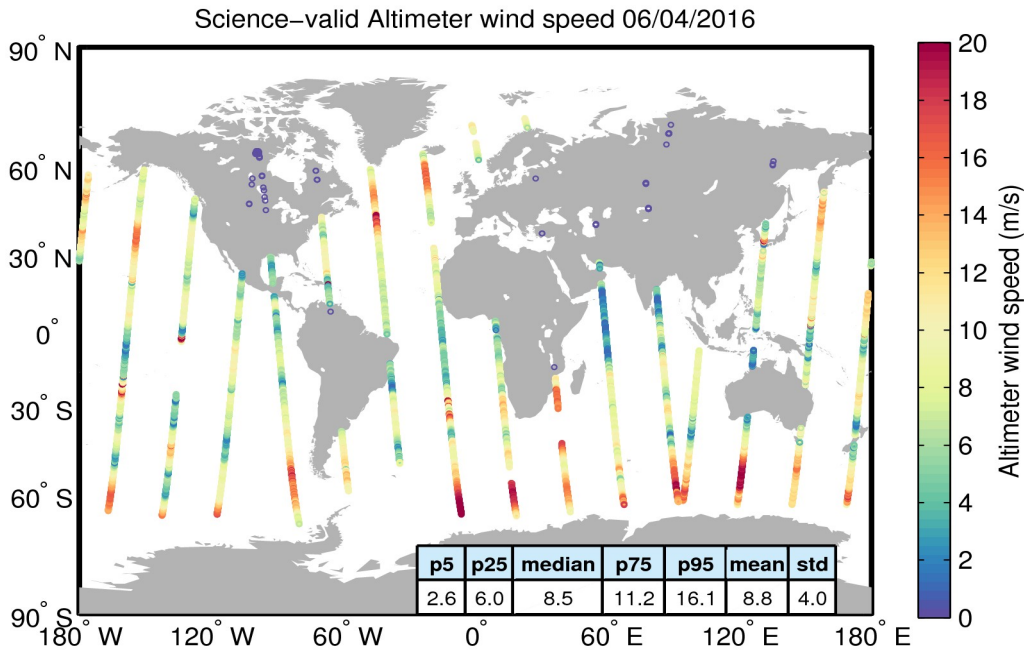 Science−valid Altimeter wind speed 06/04/2016
90° N
60° N
30° N
0°
30° S
60° S
90° S
180° W
120° W
60° W
0°
60° E
120° E
180° E
p5 p25 median p75 p95 mean std
2.6 6.0 8.5 11.2 16.1 8.8 4.0
20
18
16
14
12
10
8
6
4
2
0
Altimeter wind speed (m/s)